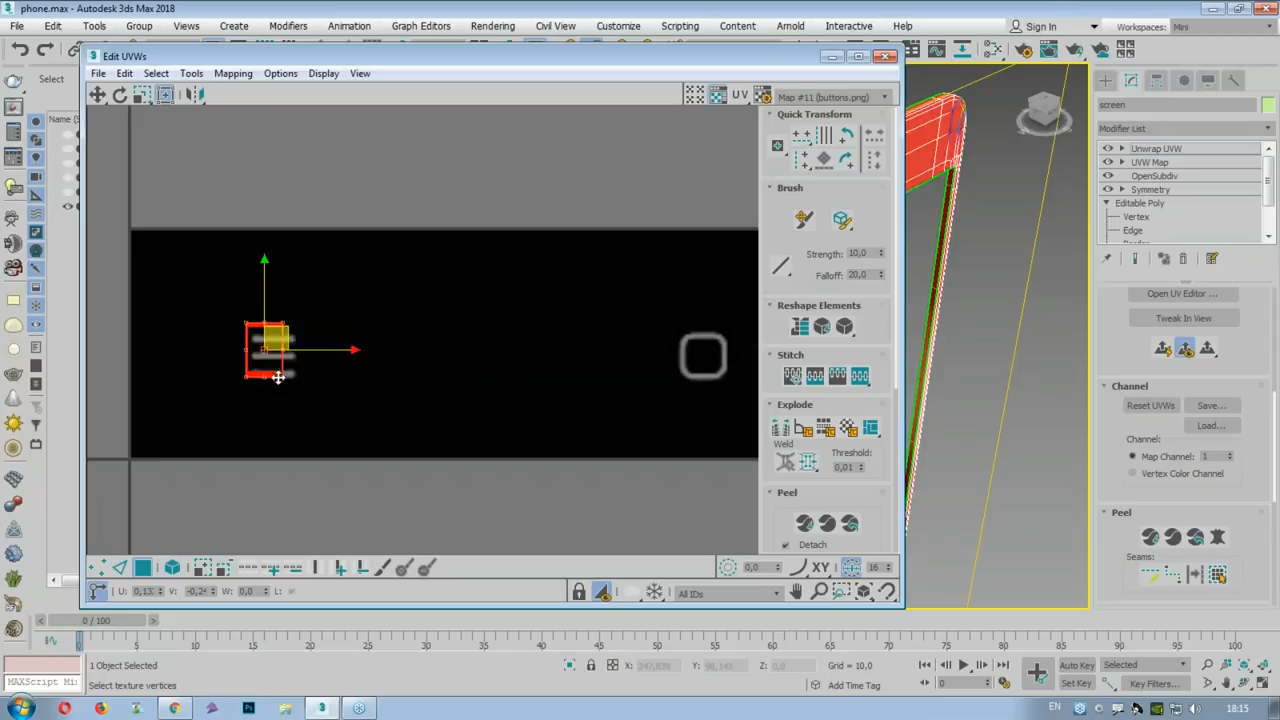 phone.max - Autodesk 3ds Max 2018
File Edit Tools Group Views Create Modifiers Animation Graph Editors Rendering Civil View Customize Scripting Content Arnold Interactive Help Sign In Workspaces: Mini
Select
Name (S
Edit UVWs
File Edit Select Tools Mapping Options Display View
UV Map #11 (buttons.png)
Quick Transform
Brush
Strength: 10,0
Falloff: 20,0
Reshape Elements
Stitch
Explode
Weld
Threshold:
0,01
Peel
Detach
0,0 XY 16
U: 0,13 V: -0,24 W: 0,0 L:
All IDs
screen
Modifier List
Unwrap UVW
UVW Map
OpenSubdiv
Symmetry
Editable Poly
Vertex
Edge
Open UV Editor ...
Tweak In View
Channel
Reset UVWs Save...
Load...
Channel:
Map Channel: 1
Vertex Color Channel
Peel
Seams:
0 / 100
5 10 15 20 25 30 35 40 45 50 55 60 65 70 75 80 85 90 95 100
1 Object Selected
X: 247,839 Y: 98,143 Z: 0,0 Grid = 10,0
Auto Key Selected
MAXScript Mi
Select texture vertices
Add Time Tag
0
Set Key Key Filters...
EN 18:15